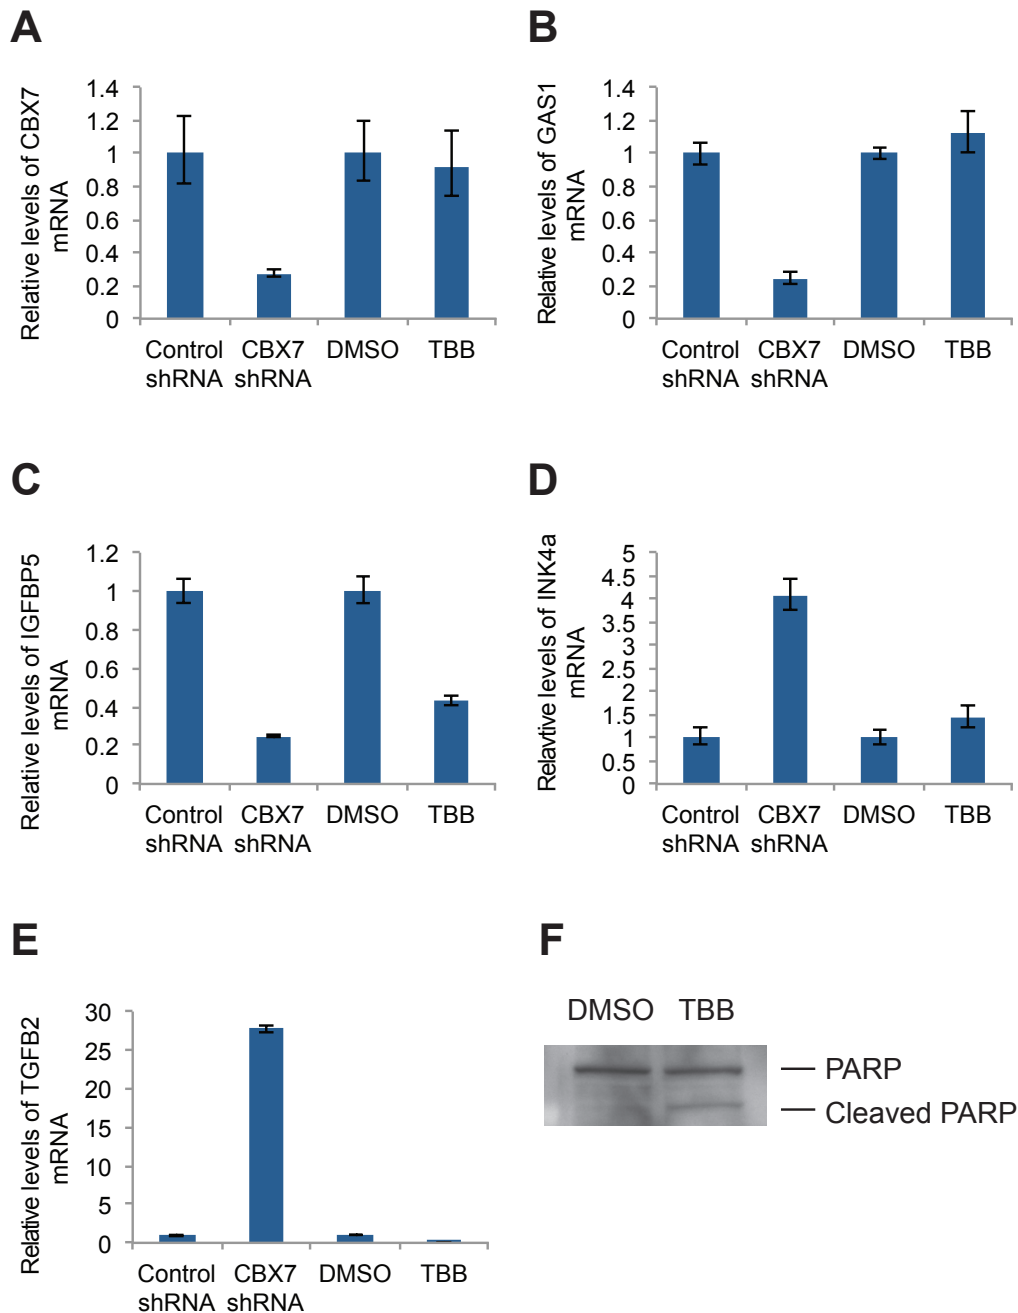 A
Relative levels of CBX7
mRNA
1.4
1.2
1
0.8
0.6
0.4
0.2
0
Control
shRNA
CBX7
shRNA
DMSO
TBB
B
Relative levels of GAS1
mRNA
1.4
1.2
1
0.8
0.6
0.4
0.2
0
Control
shRNA
CBX7
shRNA
DMSO
TBB
C
Relative levels of IGFBP5
mRNA
1.2
1
0.8
0.6
0.4
0.2
0
Control
shRNA
CBX7
shRNA
DMSO
TBB
D
Relavtive levels of INK4a
mRNA
5
4.5
4
3.5
3
2.5
2
1.5
1
0.5
0
Control
shRNA
CBX7
shRNA
DMSO
TBB
E
Relative levels of TGFB2
mRNA
30
25
20
15
10
5
0
Control
shRNA
CBX7
shRNA
DMSO
TBB
F
DMSO TBB
PARP
Cleaved PARP